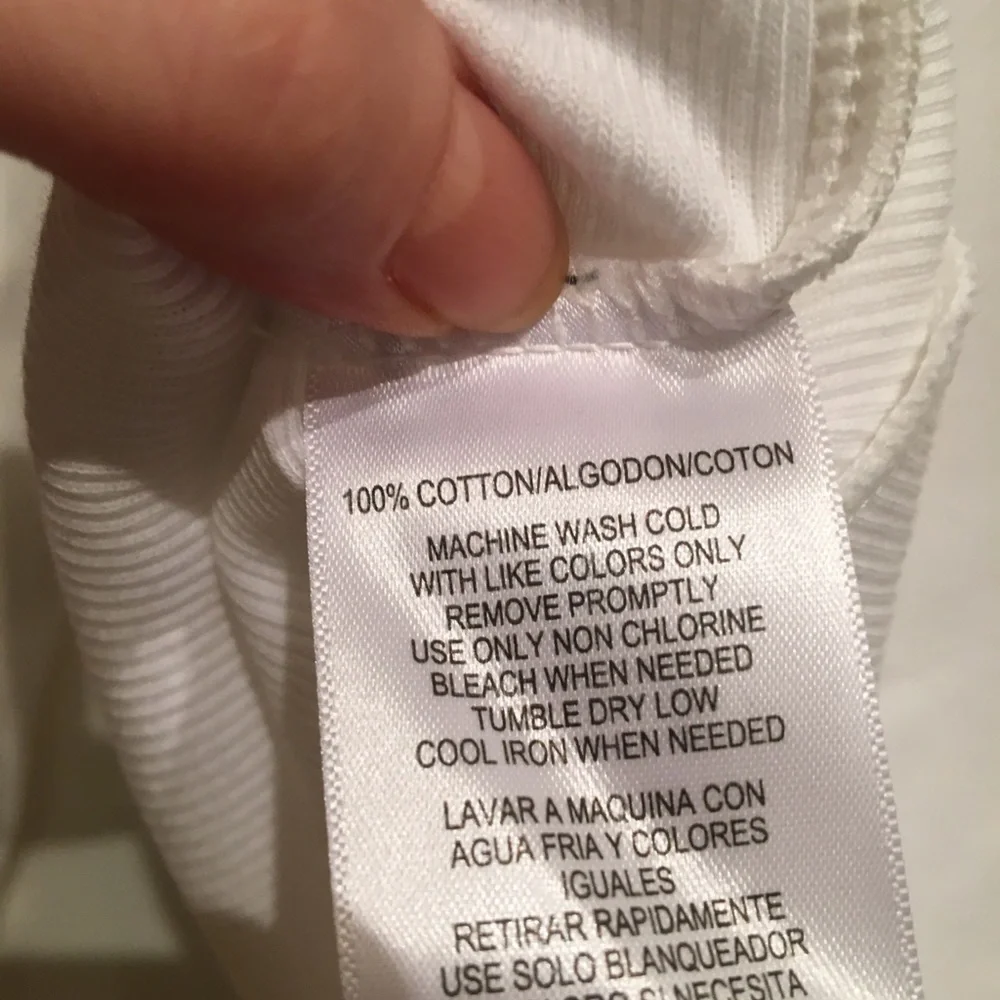 100% COTTON/ALGODON/COTON
MACHINE WASH COLD
WITH LIKE COLORS ONLY
REMOVE PROMPTLY
USE ONLY NON CHLORINE
BLEACH WHEN NEEDED
TUMBLE DRY LOW
COOL IRON WHEN NEEDED
LAVAR A MAQUINA CON
AGUA FRIA Y COLORES
IGUALES
RETIRAR RAPIDAMENTE
USE SOLO BLANQUEADOR
SI NECESITA